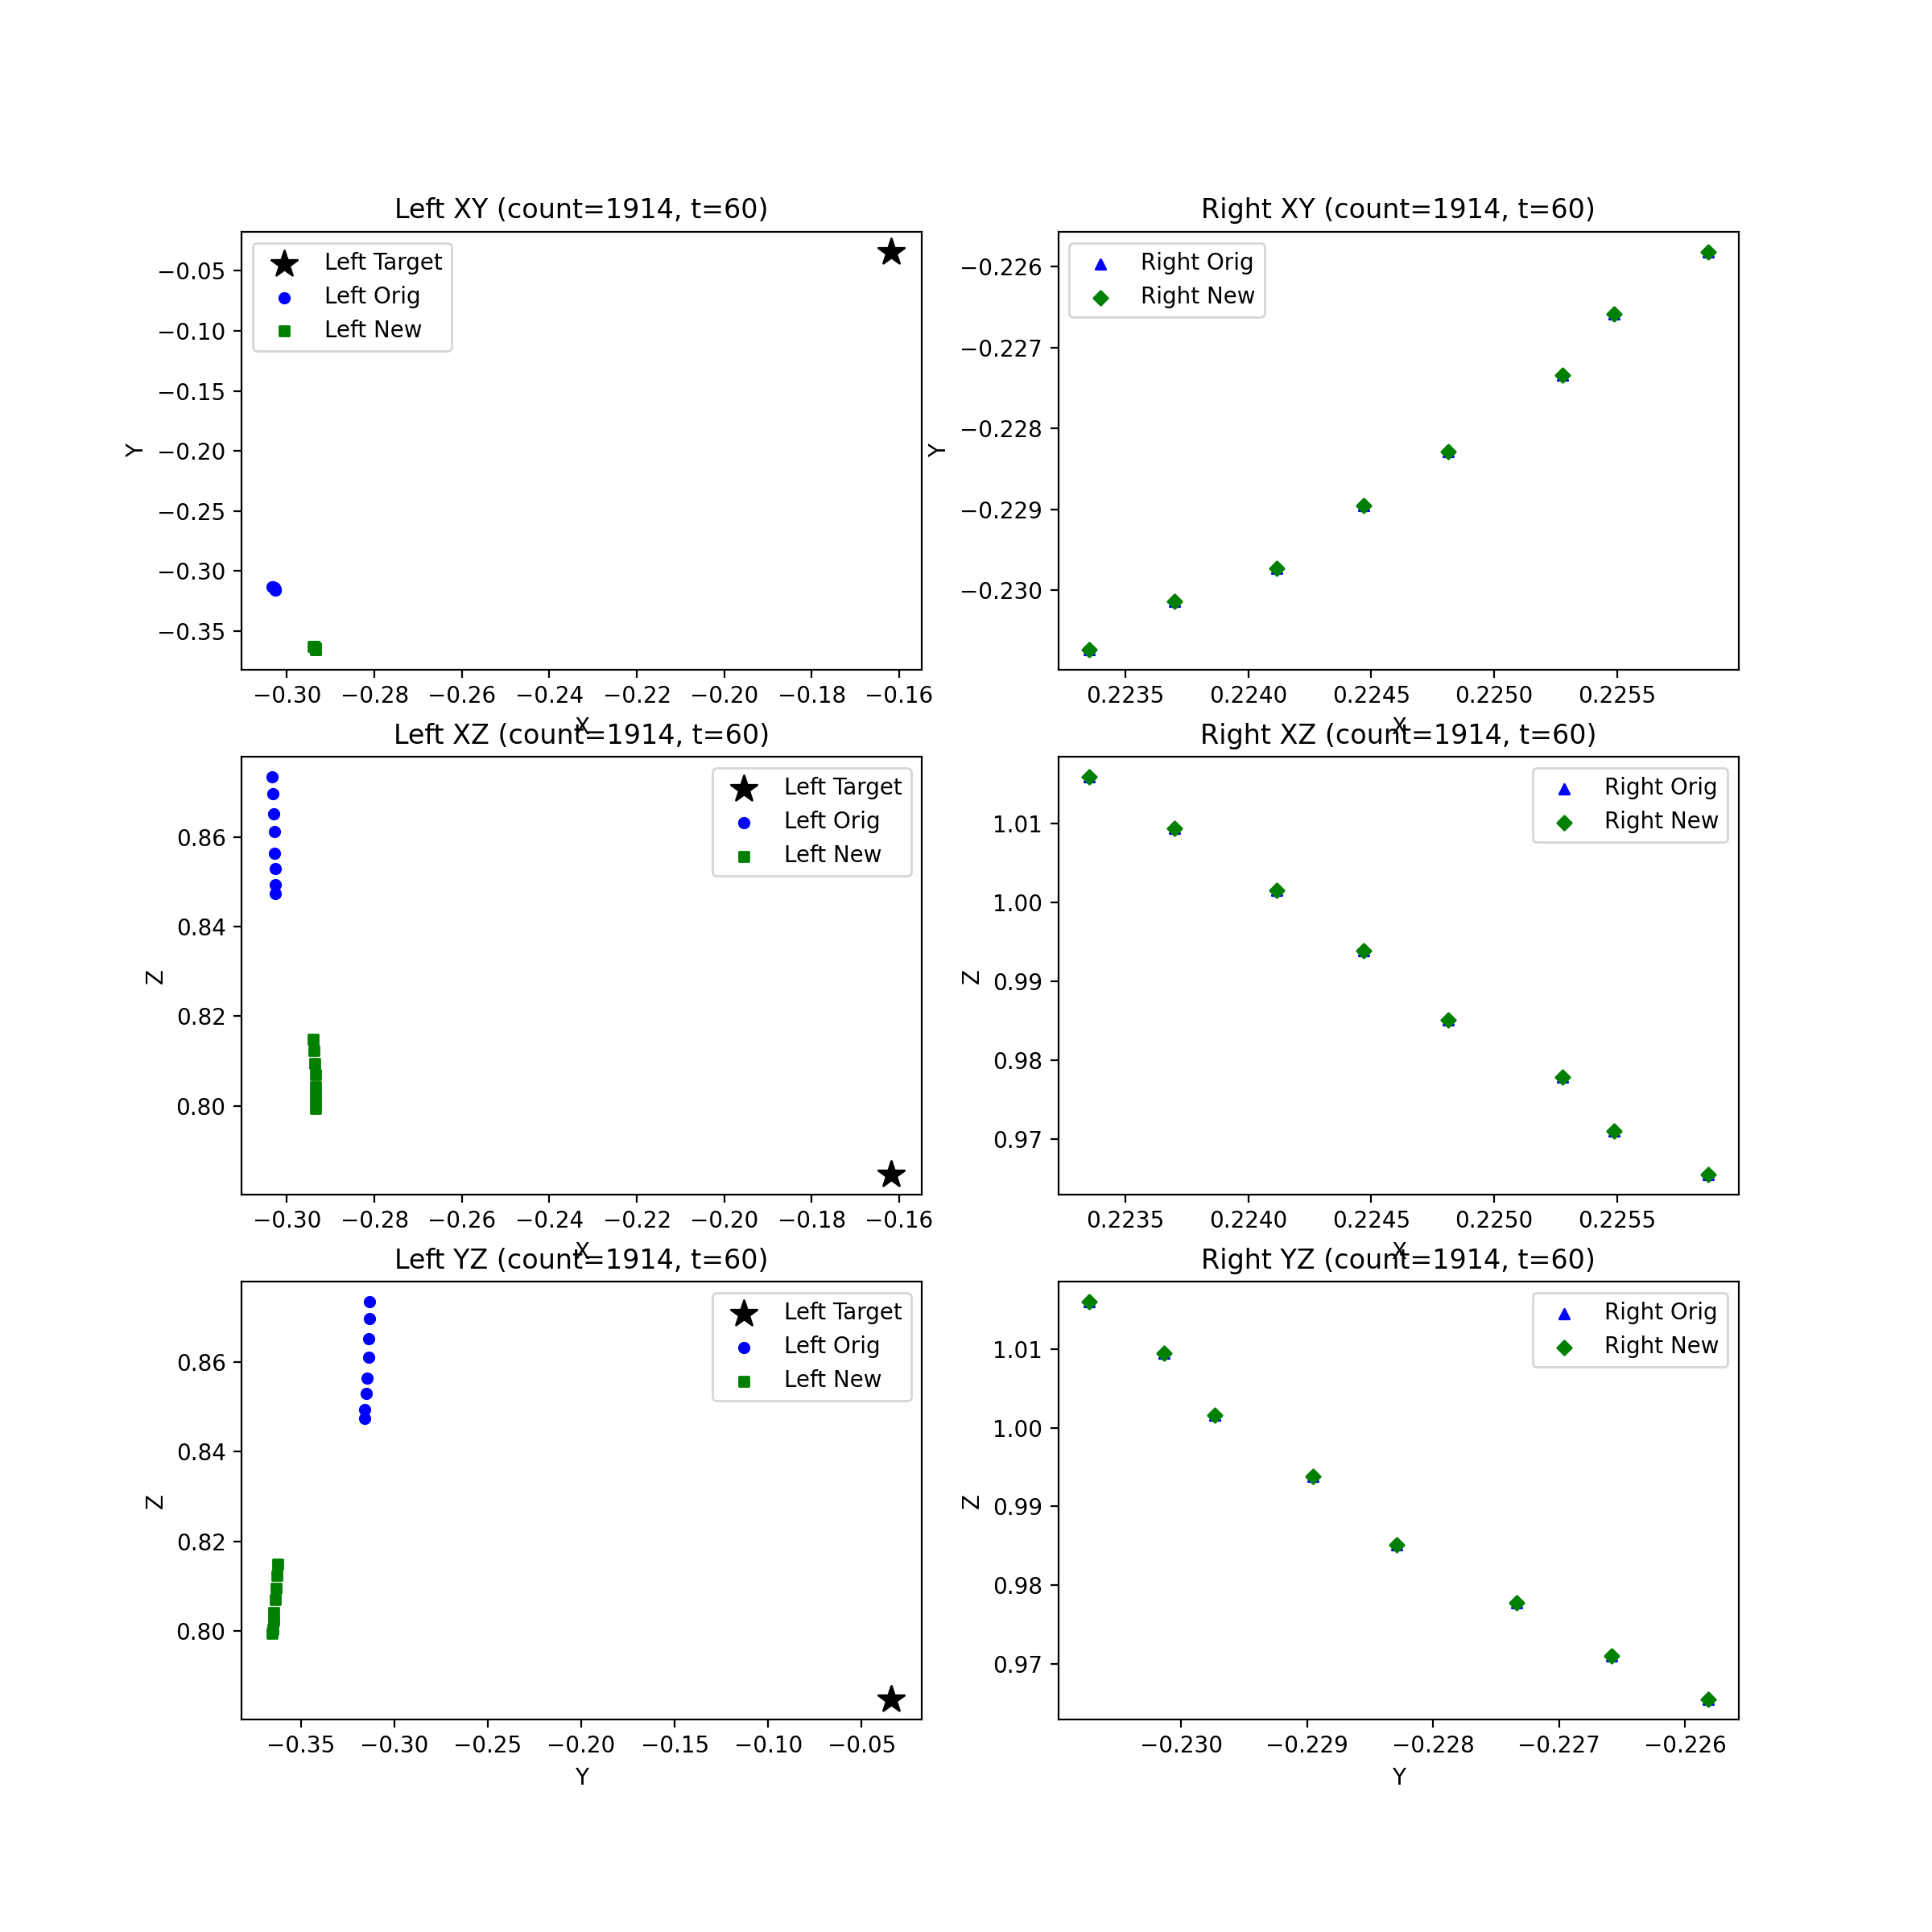 Left XY (count=1914, t=60)
Left Target
Left Orig
Left New
−0.05
−0.10
−0.15
−0.20
−0.25
−0.30
−0.35
Y
−0.30 −0.28 −0.26 −0.24 −0.22 −0.20 −0.18 −0.16
X
Right XY (count=1914, t=60)
Right Orig
Right New
−0.226
−0.227
−0.228
−0.229
−0.230
Y
0.2235 0.2240 0.2245 0.2250 0.2255
X
Left XZ (count=1914, t=60)
Left Target
Left Orig
Left New
0.86
0.84
0.82
0.80
Z
−0.30 −0.28 −0.26 −0.24 −0.22 −0.20 −0.18 −0.16
X
Right XZ (count=1914, t=60)
Right Orig
Right New
1.01
1.00
0.99
0.98
0.97
Z
0.2235 0.2240 0.2245 0.2250 0.2255
X
Left YZ (count=1914, t=60)
Left Target
Left Orig
Left New
0.86
0.84
0.82
0.80
Z
−0.35 −0.30 −0.25 −0.20 −0.15 −0.10 −0.05
Y
Right YZ (count=1914, t=60)
Right Orig
Right New
1.01
1.00
0.99
0.98
0.97
Z
−0.230 −0.229 −0.228 −0.227 −0.226
Y